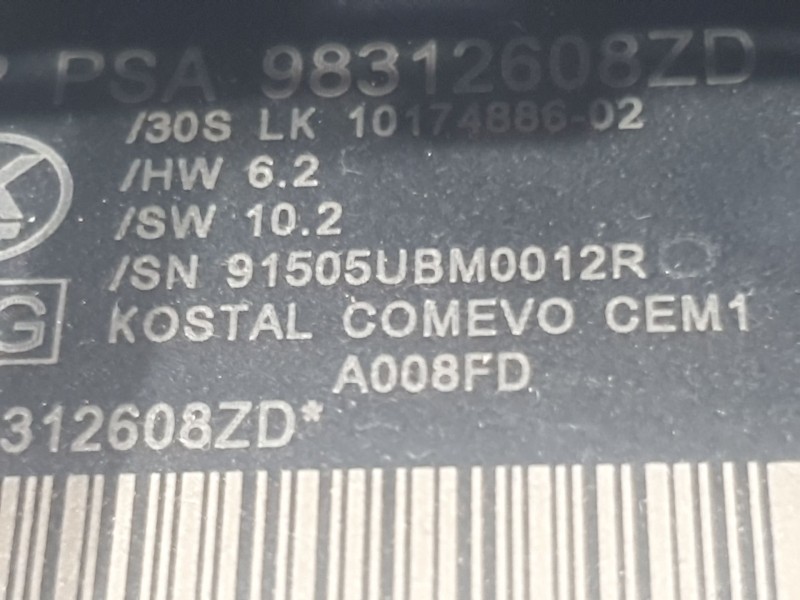 PSA 98312608ZD
/30S LK 10174886-02
/HW 6.2
/SW 10.2
/SN 91505UBM0012R
G KOSTAL COMEVO CEM1
A008FD
312608ZD*